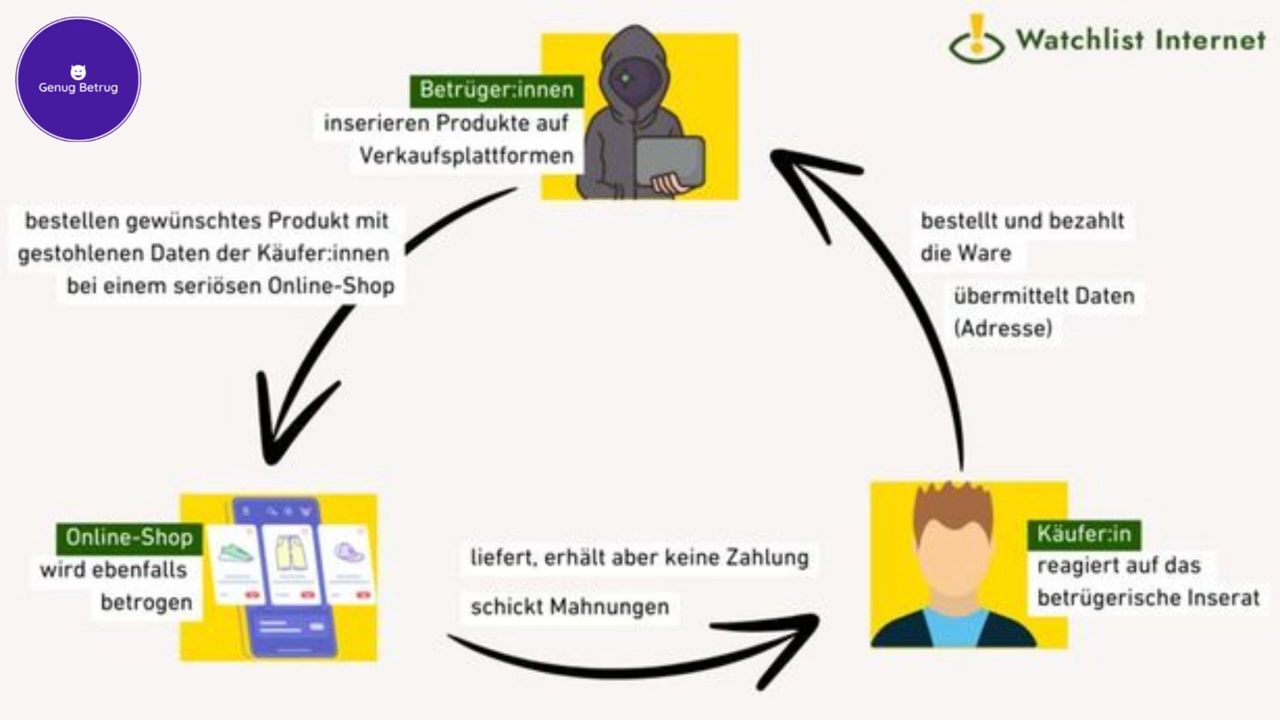 Genug Betrug
Watchlist Internet
Betrüger:innen
inserieren Produkte auf
Verkaufsplattformen
bestellen gewünschtes Produkt mit
gestohlenen Daten der Käufer:innen
bei einem seriösen Online-Shop
bestellt und bezahlt
die Ware
übermittelt Daten
(Adresse)
Online-Shop
wird ebenfalls
betrogen
liefert, erhält aber keine Zahlung
schickt Mahnungen
Käufer:in
reagiert auf das
betrügerische Inserat